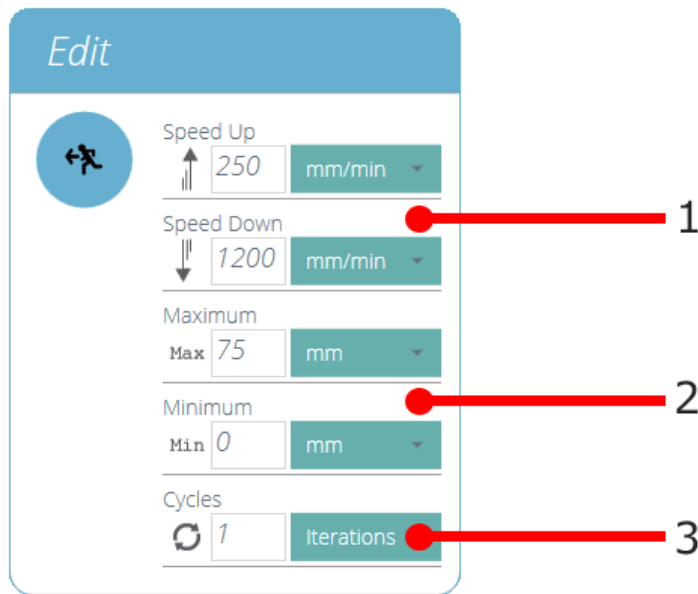 Edit
Speed Up
250 mm/min
1
Speed Down
1200 mm/min
Maximum
Max 75 mm
2
Minimum
Min 0 mm
Cycles
1 Iterations
3